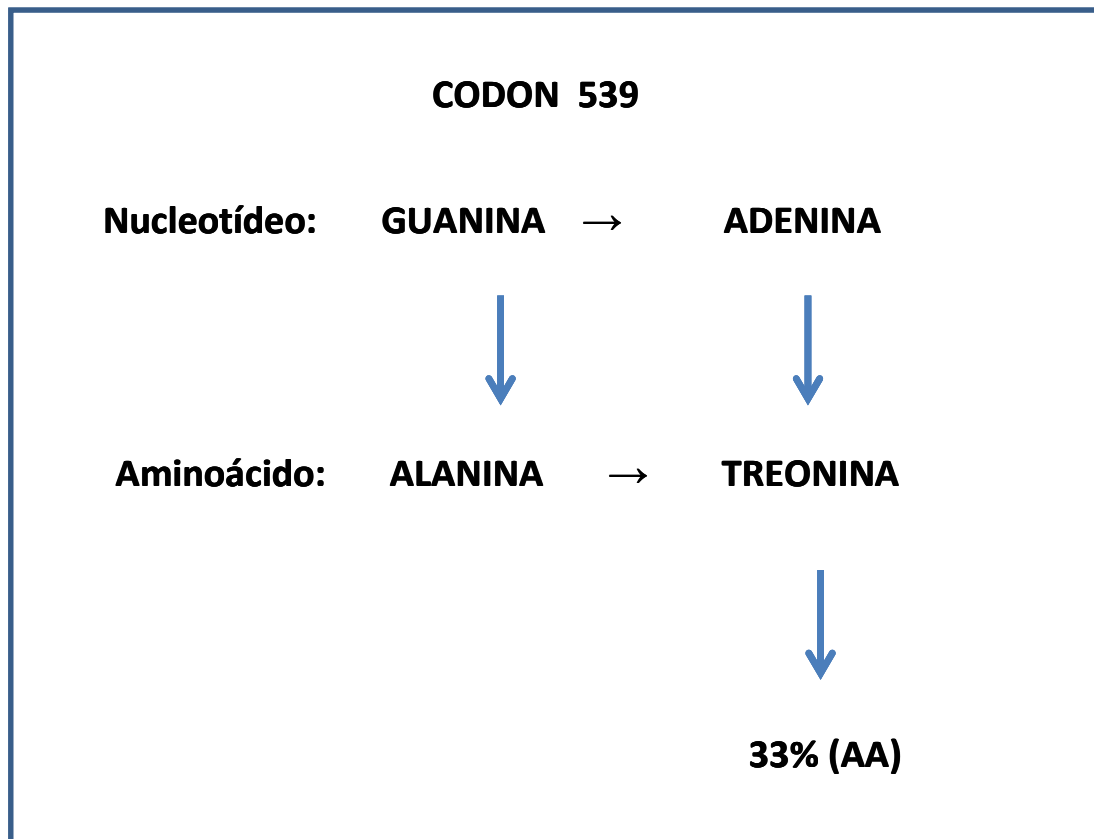 CODON 539
Nucleotídeo: GUANINA → ADENINA
Aminoácido: ALANINA → TREONINA
33% (AA)